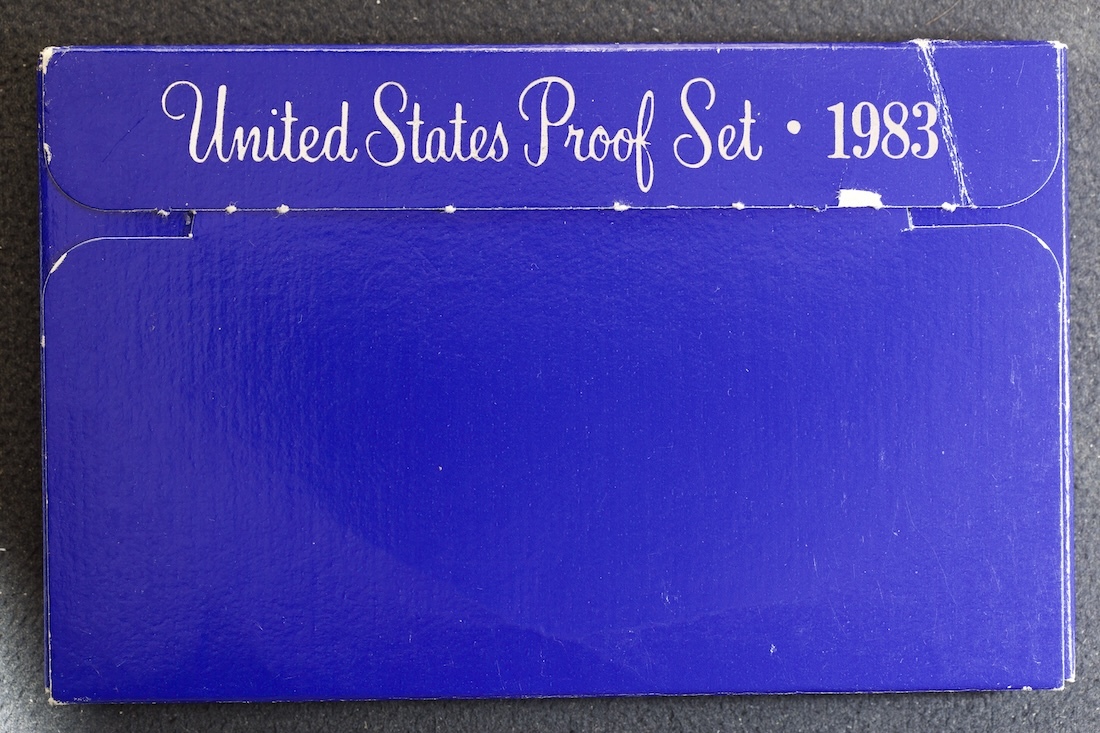 United States Proof Set • 1983